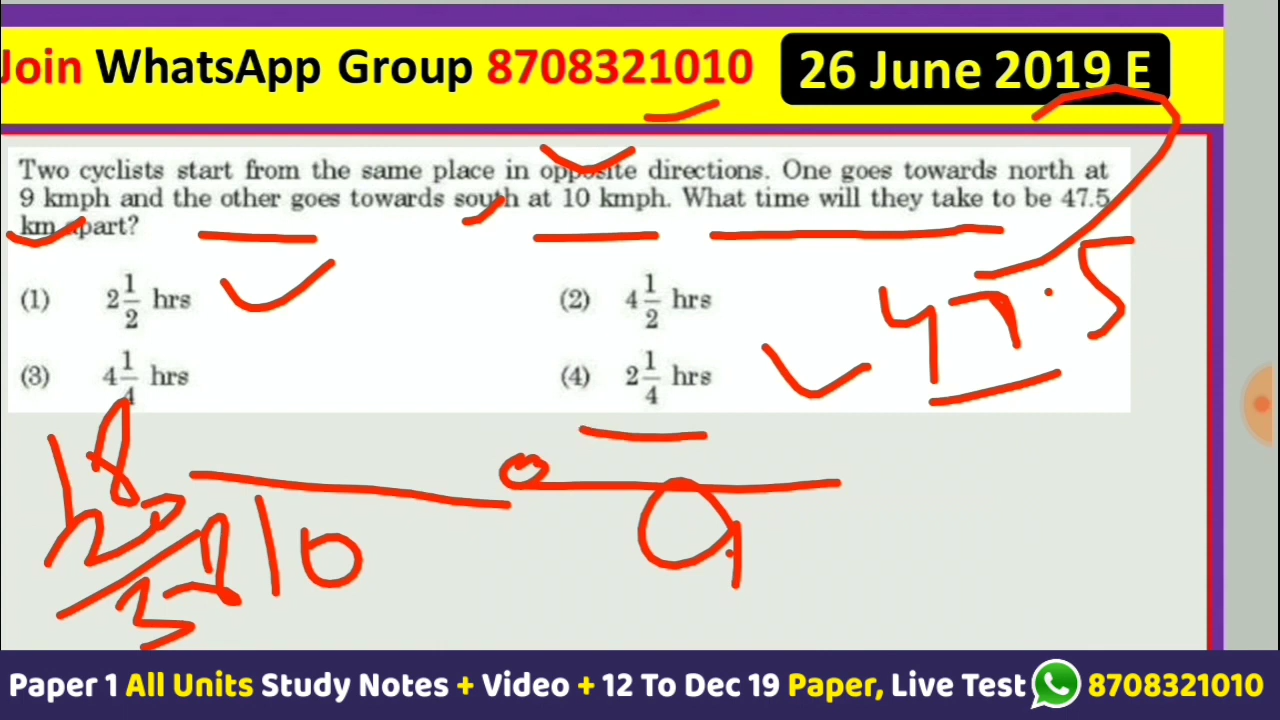 Join WhatsApp Group 8708321010
26 June 2019 E
Two cyclists start from the same place in opposite directions. One goes towards north at
9 kmph and the other goes towards south at 10 kmph. What time will they take to be 47.5
km apart?
(1) 2 1/2 hrs
(2) 4 1/2 hrs
(3) 4 1/4 hrs
(4) 2 1/4 hrs
47.5
10
9
Paper 1 All Units Study Notes + Video + 12 To Dec 19 Paper, Live Test 8708321010